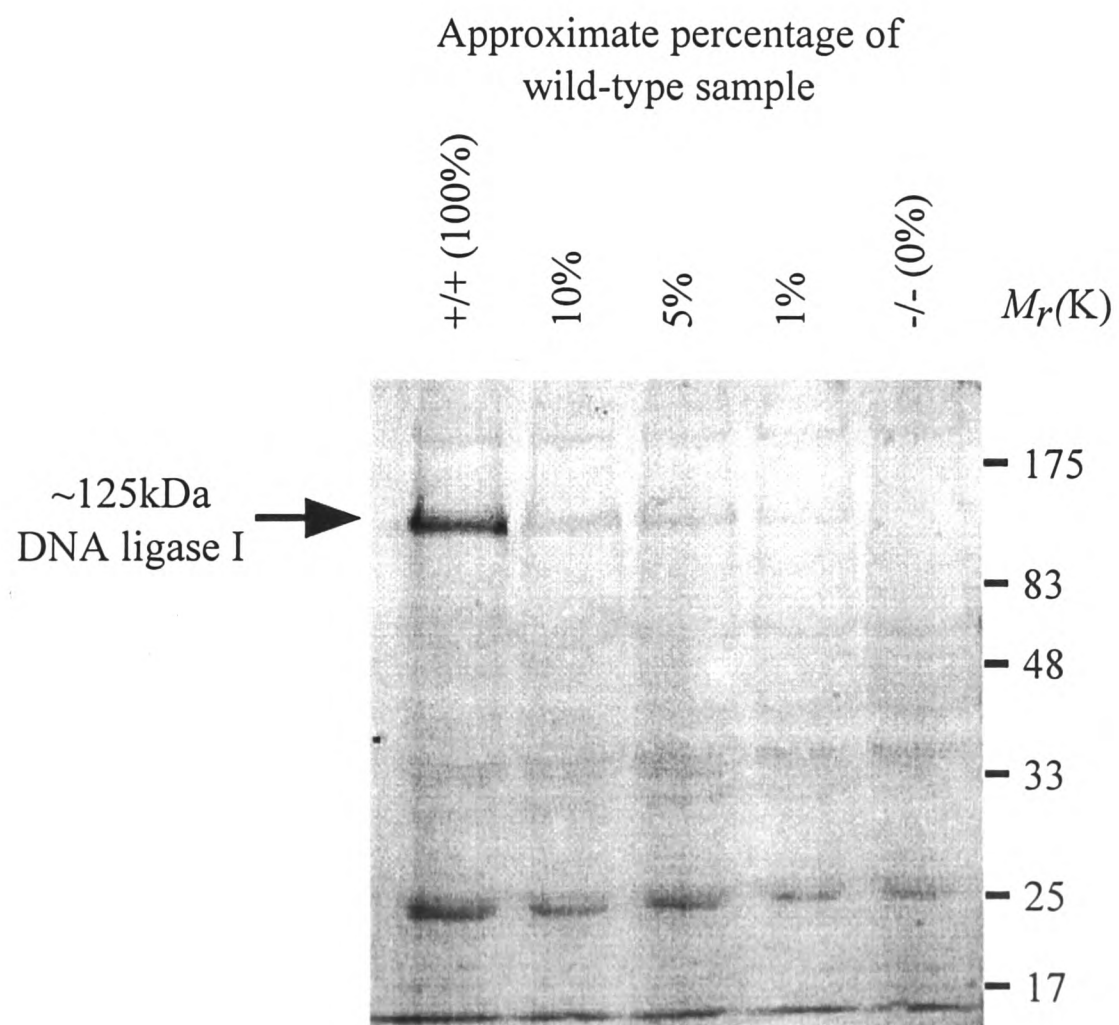 Approximate percentage of
wild-type sample
+/+ (100%)
10%
5%
1%
-/- (0%)
Mr(K)
~125kDa
DNA ligase I
175
83
48
33
25
17